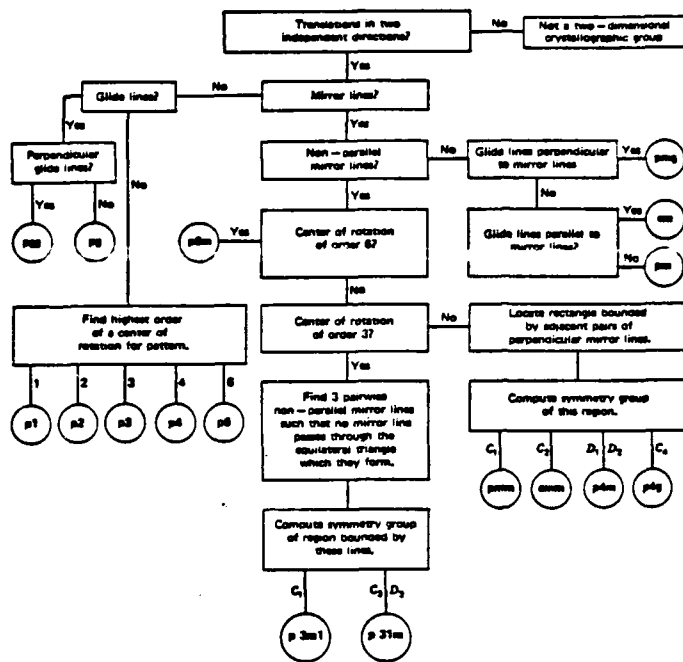 Translations in two
independent directions?
No
Not a two-dimensional
crystallographic group
Yes
Glide lines?
No
Mirror lines?
Yes
Yes
Perpendicular
glide lines?
No
Non-parallel
mirror lines?
No
Glide lines perpendicular
to mirror lines
Yes
pmg
Yes
No
Yes
No
pgg
pg
p6m
Yes
Center of rotation
of order 6?
Glide lines parallel to
mirror lines?
Yes
cm
No
pm
No
No
Find highest order
of a center of
rotation for pattern.
Center of rotation
of order 3?
Locate rectangle bounded
by adjacent pairs of
perpendicular mirror lines.
1
2
3
4
6
Yes
p1
p2
p3
p4
p6
Find 3 pairwise
non-parallel mirror lines
such that no mirror line
passes through the
equilateral triangle
which they form.
Compute symmetry group
of this region.
C₁
C₂
D₁
D₂
C₄
pmm
cmm
p4m
p4g
Compute symmetry group
of region bounded by
these lines.
C₁
C₃
D₃
p 3m1
p 31m